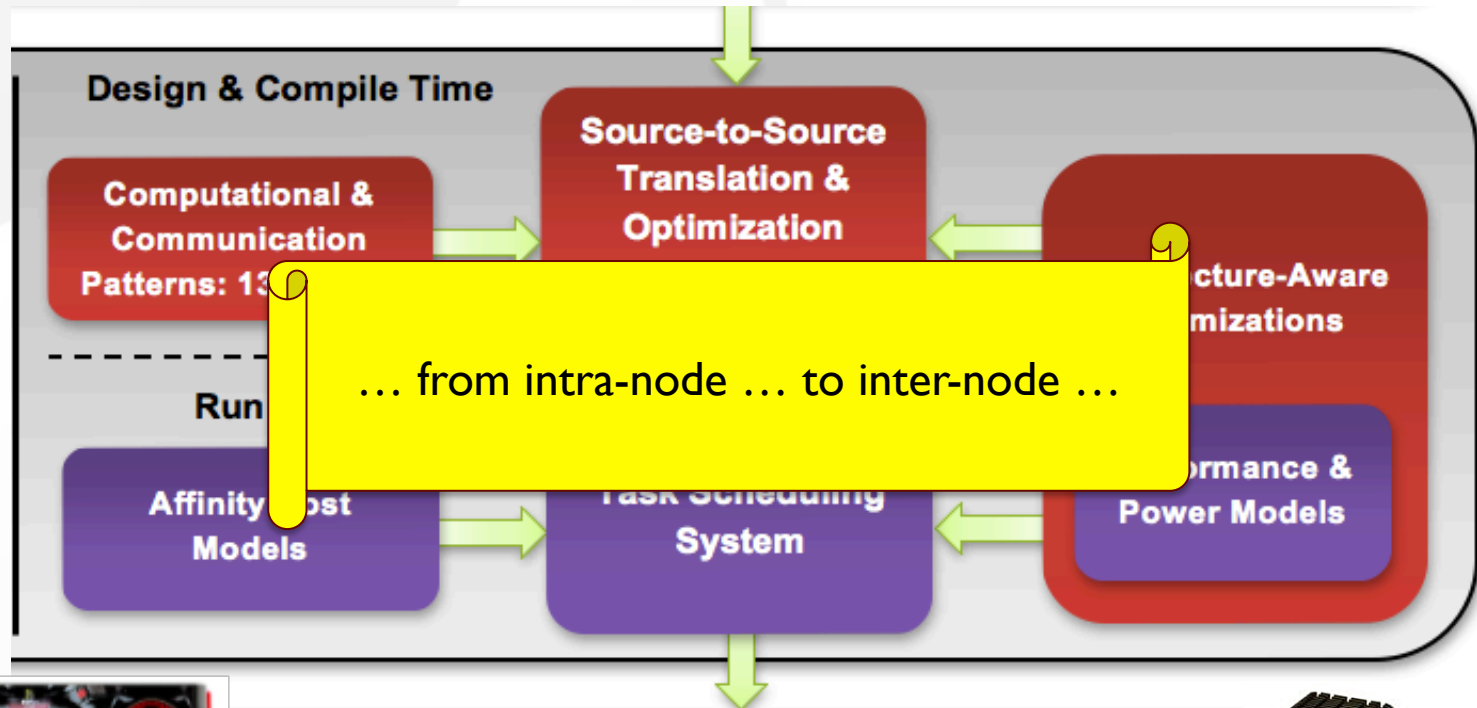 Design & Compile Time
Source-to-Source
Translation &
Optimization
Computational &
Communication
Patterns: 13
cture-Aware
mizations
… from intra-node … to inter-node …
Run
Affinity ost
Models
Task Scheduling
System
ormance &
Power Models